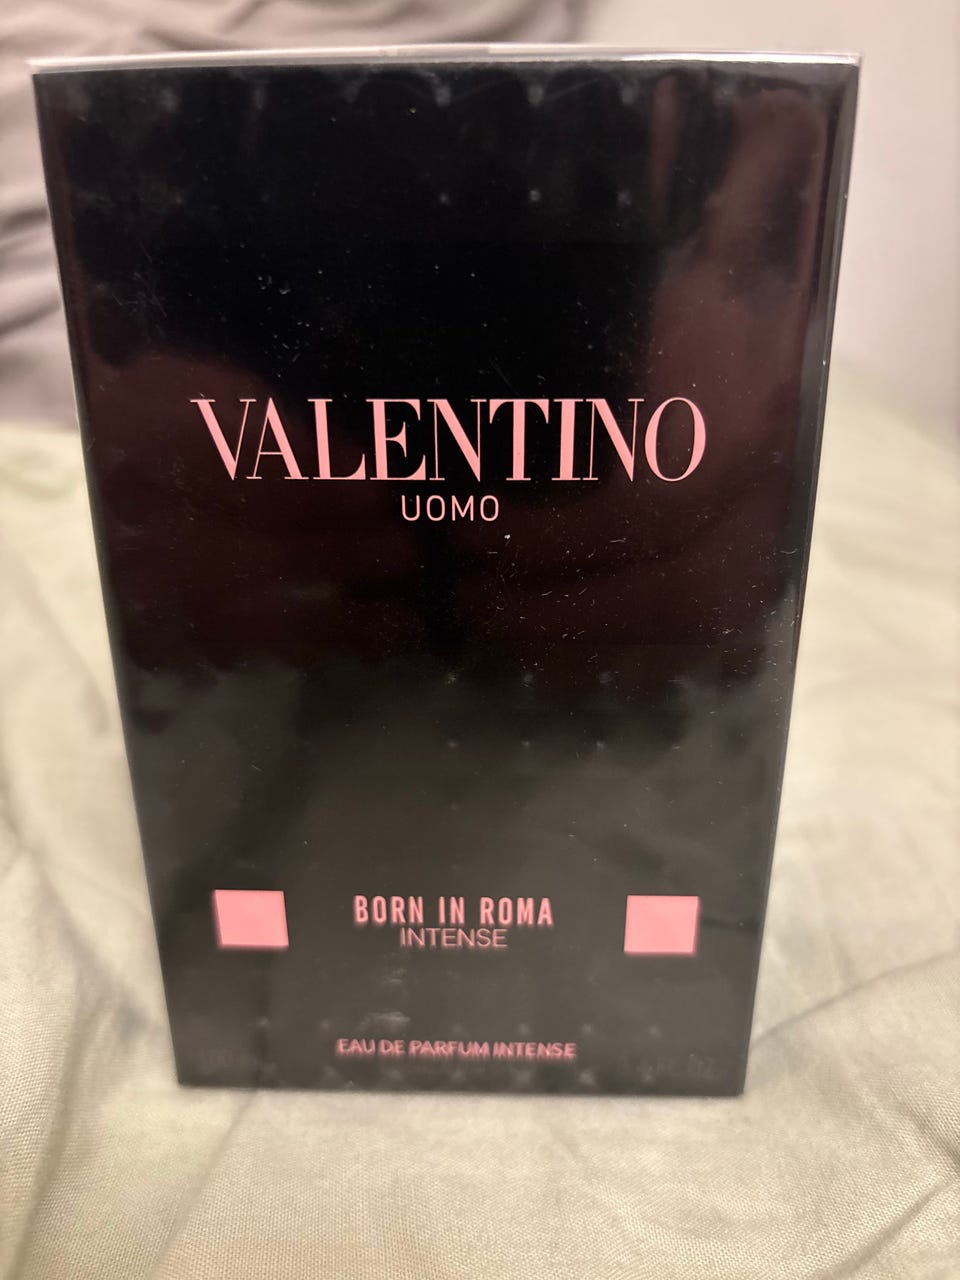 VALENTINO
UOMO
BORN IN ROMA
INTENSE
EAU DE PARFUM INTENSE